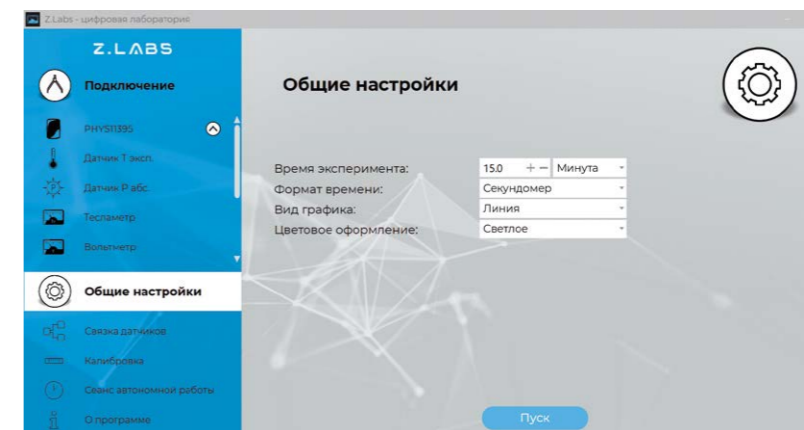 Z.Labs - цифровая лаборатория
Z.LABS
Подключение
PHYS11395
Датчик T эксп.
Датчик P абс.
Тесламетр
Вольтметр
Общие настройки
Связка датчиков
Калибровка
Сеанс автономной работы
О программе
Общие настройки
Время эксперимента: 15.0 + − Минута
Формат времени: Секундомер
Вид графика: Линия
Цветовое оформление: Светлое
Пуск